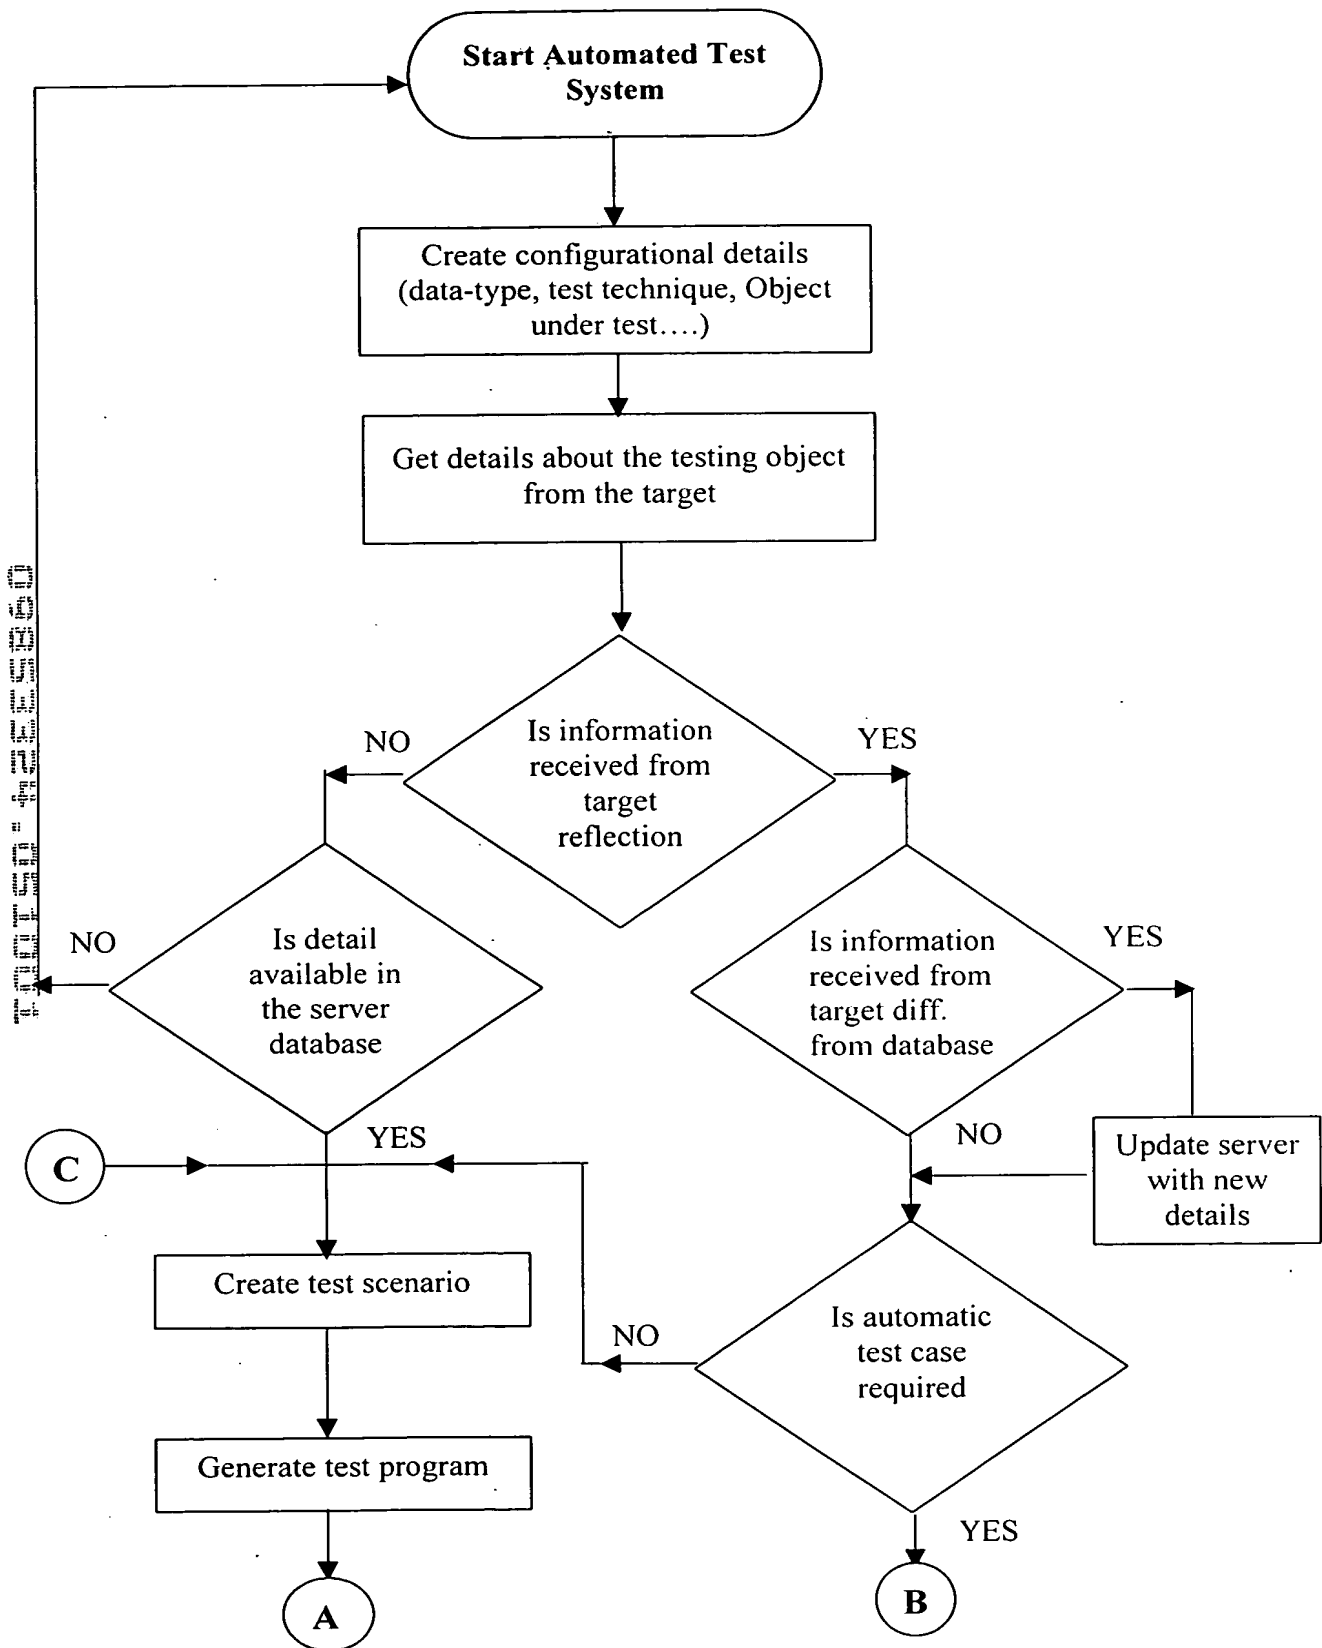 Start Automated Test
System
Create configurational details
(data-type, test technique, Object
under test....)
Get details about the testing object
from the target
NO
Is information
received from
target
reflection
YES
NO
Is detail
available in
the server
database
Is information
received from
target diff.
from database
YES
C
YES
NO
Update server
with new
details
Create test scenario
NO
Is automatic
test case
required
Generate test program
YES
A
B